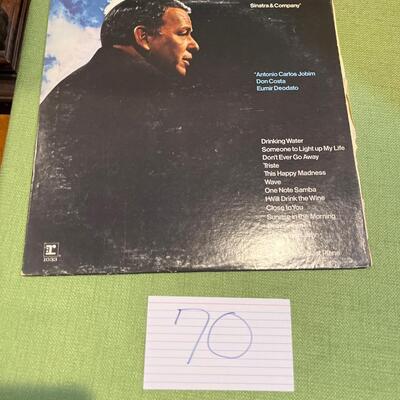 Sinatra & Company"
"Antonio Carlos Jobim
Don Costa
Eumir Deodato
Drinking Water
Someone to Light up My Life
Don't Ever Go Away
Triste
This Happy Madness
Wave
One Note Samba
I Will Drink the Wine
Close to You
Sunrise in the Morning
r
1033
70